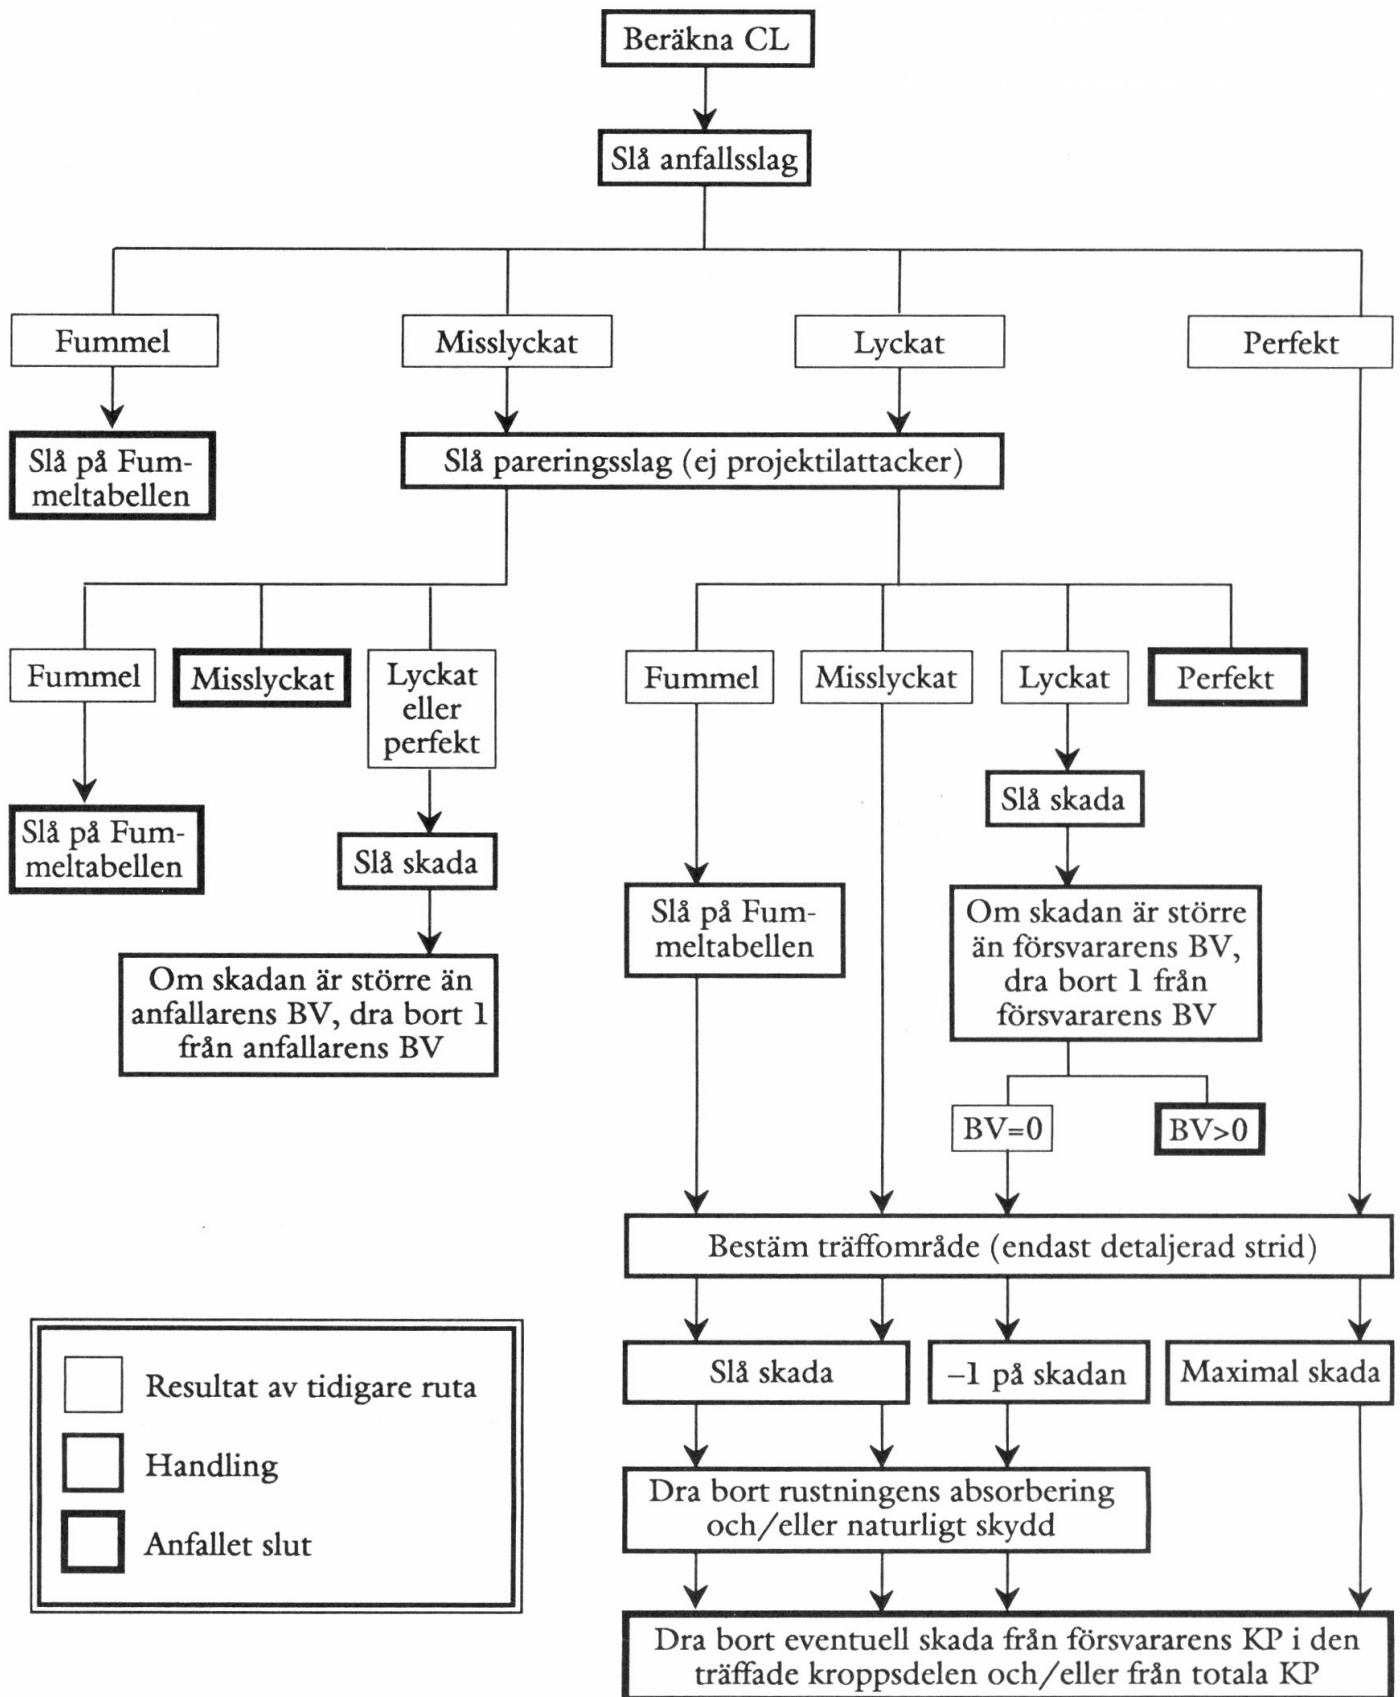 Beräkna CL
Slå anfallsslag
Fummel
Misslyckat
Lyckat
Perfekt
Slå på Fum-
meltabellen
Slå pareringsslag (ej projektilattacker)
Fummel
Misslyckat
Lyckat
eller
perfekt
Fummel
Misslyckat
Lyckat
Perfekt
Slå på Fum-
meltabellen
Slå skada
Om skadan är större än
anfallarens BV, dra bort 1
från anfallarens BV
Slå skada
Slå på Fum-
meltabellen
Om skadan är större
än försvararens BV,
dra bort 1 från
försvararens BV
BV=0
BV>0
Bestäm träffområde (endast detaljerad strid)
Slå skada
–1 på skadan
Maximal skada
Dra bort rustningens absorbering
och/eller naturligt skydd
Dra bort eventuell skada från försvararens KP i den
träffade kroppsdelen och/eller från totala KP
Resultat av tidigare ruta
Handling
Anfallet slut